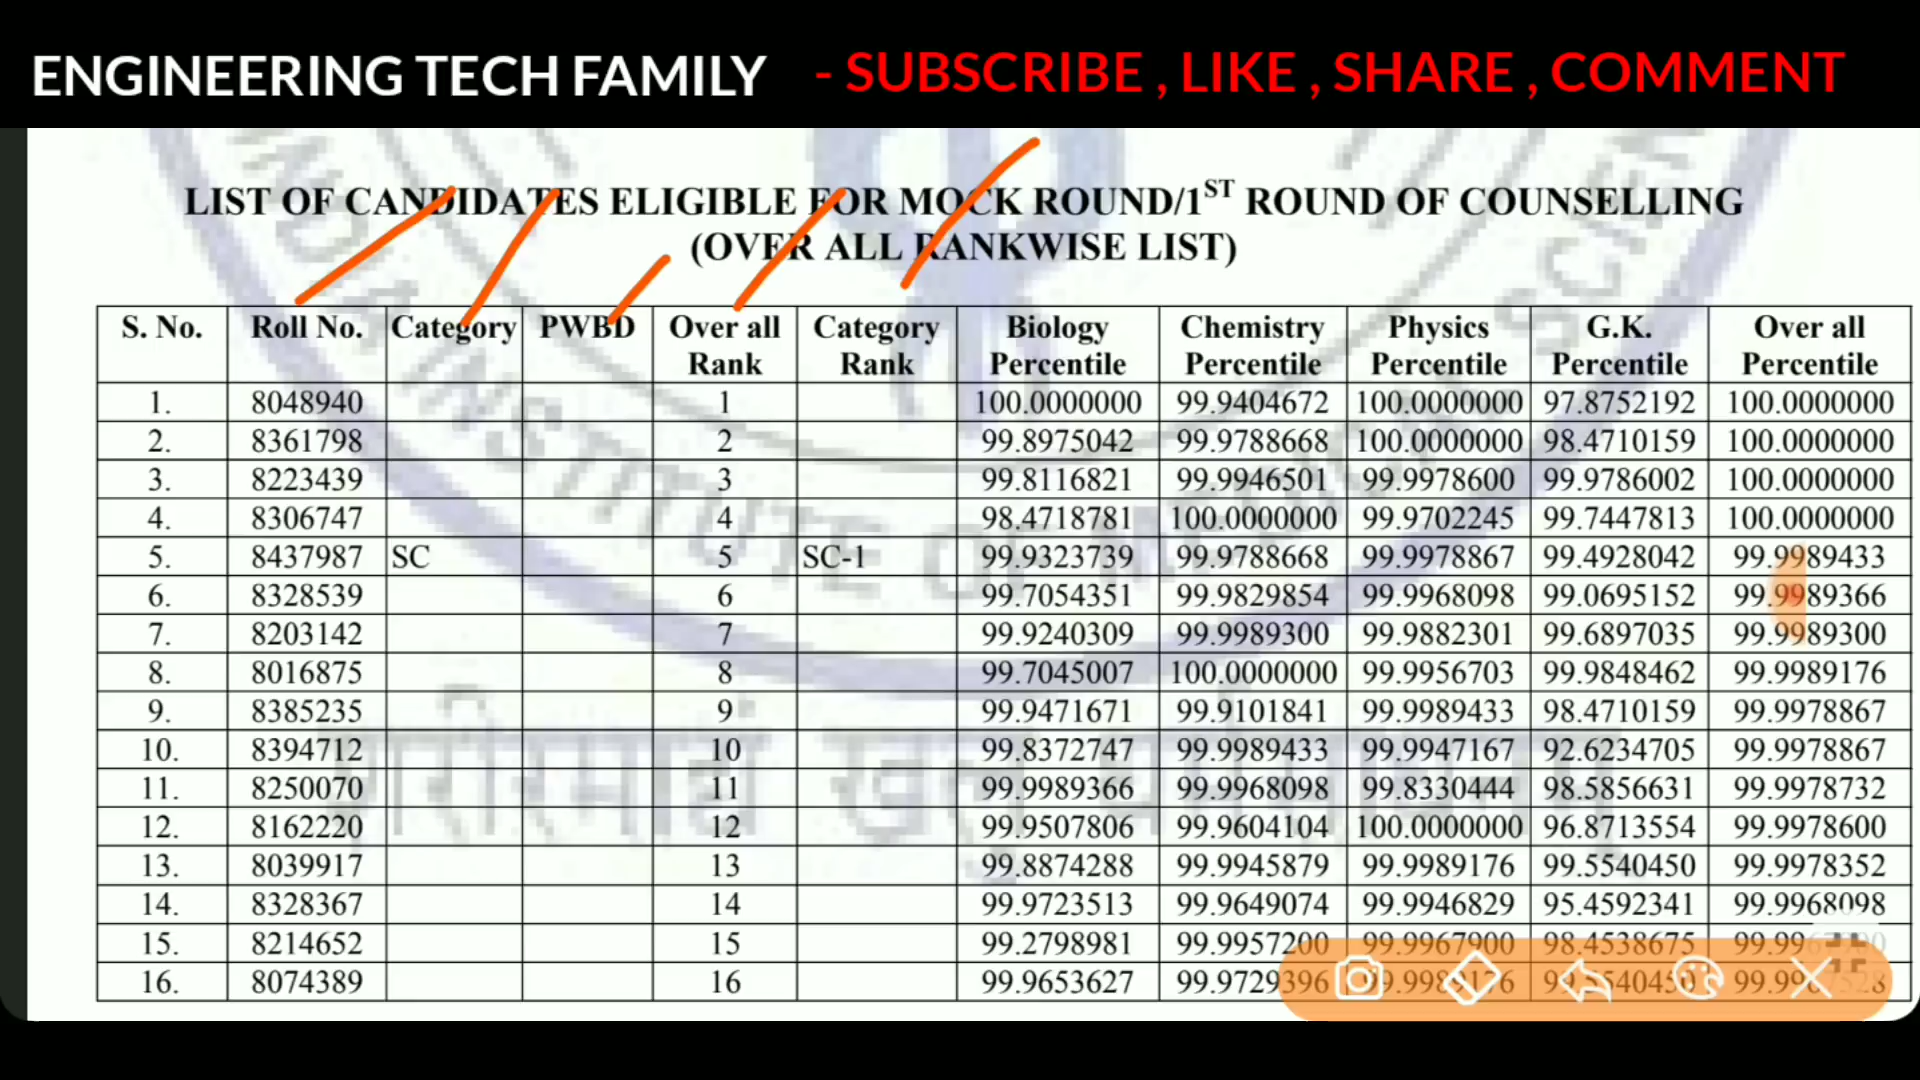 ENGINEERING TECH FAMILY - SUBSCRIBE , LIKE , SHARE , COMMENT
LIST OF CANDIDATES ELIGIBLE FOR MOCK ROUND/1ST ROUND OF COUNSELLING
(OVER ALL RANKWISE LIST)
S. No. Roll No. Category PWBD Over all Rank Category Rank Biology Percentile Chemistry Percentile Physics Percentile G.K. Percentile Over all Percentile
1. 8048940 1 100.0000000 99.9404672 100.0000000 97.8752192 100.0000000
2. 8361798 2 99.8975042 99.9788668 100.0000000 98.4710159 100.0000000
3. 8223439 3 99.8116821 99.9946501 99.9978600 99.9786002 100.0000000
4. 8306747 4 98.4718781 100.0000000 99.9702245 99.7447813 100.0000000
5. 8437987 SC 5 SC-1 99.9323739 99.9788668 99.9978867 99.4928042 99.9989433
6. 8328539 6 99.7054351 99.9829854 99.9968098 99.0695152 99.9989366
7. 8203142 7 99.9240309 99.9989300 99.9882301 99.6897035 99.9989300
8. 8016875 8 99.7045007 100.0000000 99.9956703 99.9848462 99.9989176
9. 8385235 9 99.9471671 99.9101841 99.9989433 98.4710159 99.9978867
10. 8394712 10 99.8372747 99.9989433 99.9947167 92.6234705 99.9978867
11. 8250070 11 99.9989366 99.9968098 99.8330444 98.5856631 99.9978732
12. 8162220 12 99.9507806 99.9604104 100.0000000 96.8713554 99.9978600
13. 8039917 13 99.8874288 99.9945879 99.9989176 99.5540450 99.9978352
14. 8328367 14 99.9723513 99.9649074 99.9946829 95.4592341 99.9968098
15. 8214652 15 99.2798981 99.9957200 99.9967900 98.4538675
16. 8074389 16 99.9653627 99.9729396